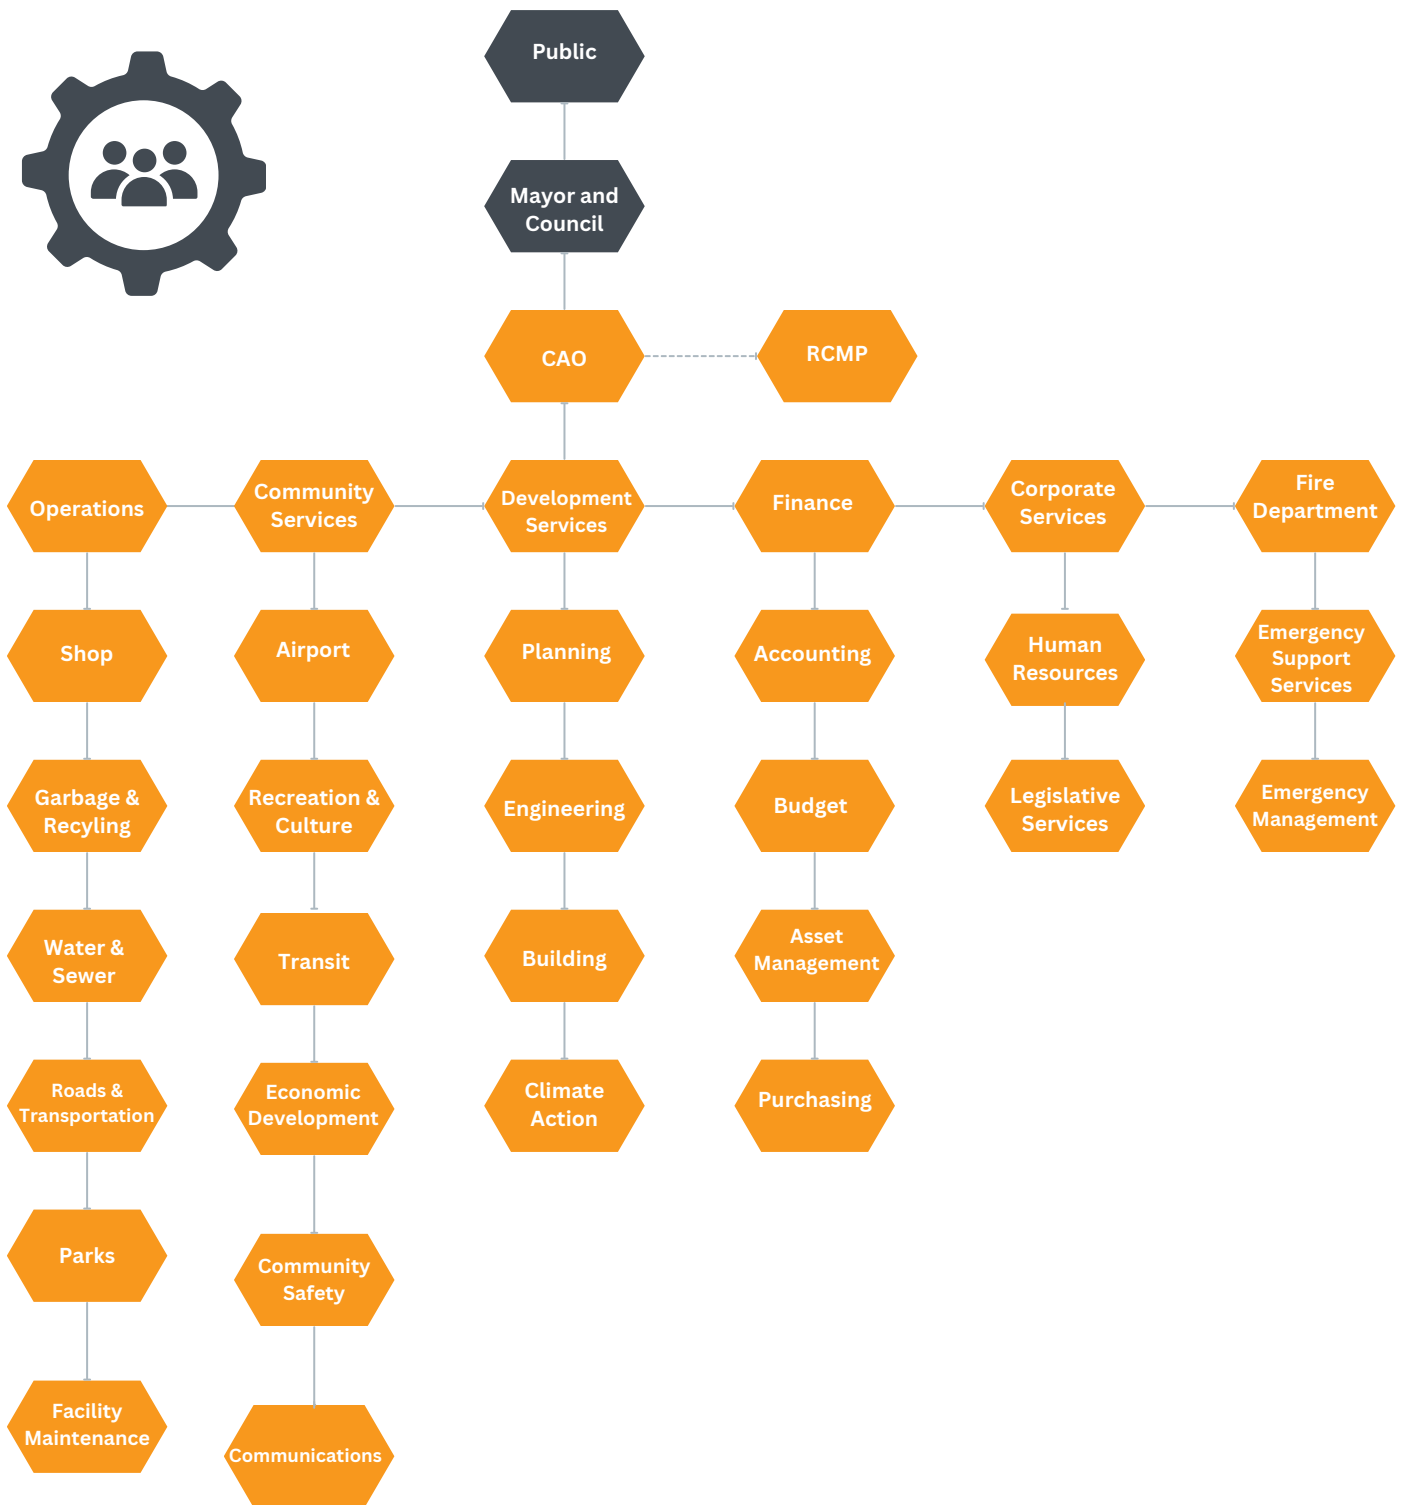 Public
Mayor and
Council
CAO
RCMP
Operations
Community
Services
Development
Services
Finance
Corporate
Services
Fire
Department
Shop
Airport
Planning
Accounting
Human
Resources
Emergency
Support
Services
Garbage &
Recyling
Recreation &
Culture
Engineering
Budget
Legislative
Services
Emergency
Management
Water &
Sewer
Transit
Building
Asset
Management
Roads &
Transportation
Economic
Development
Climate
Action
Purchasing
Parks
Community
Safety
Facility
Maintenance
Communications